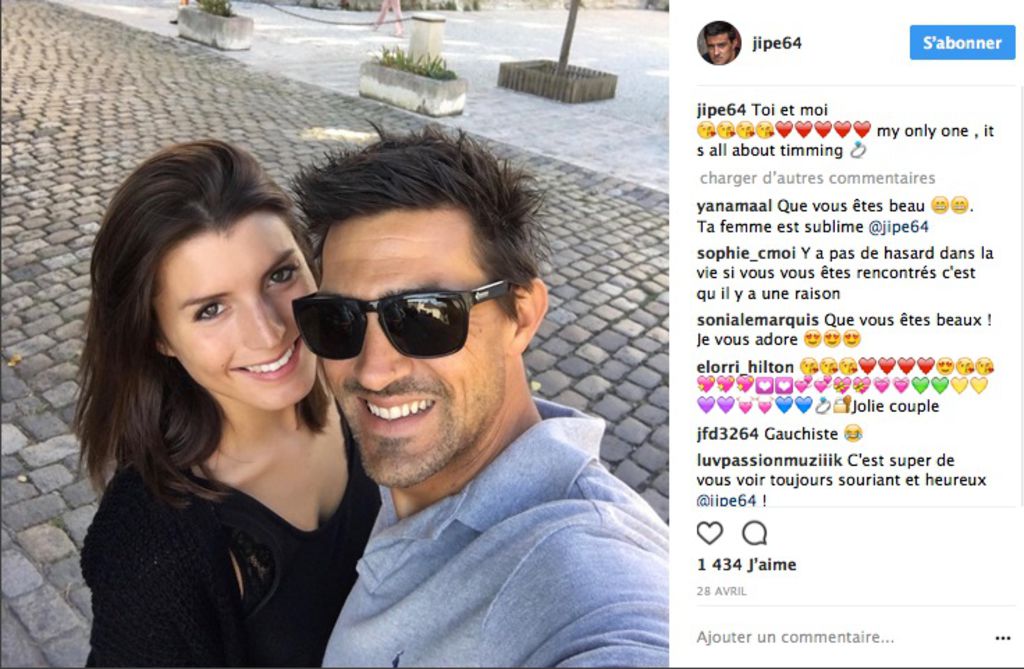 jipe64
S'abonner
jipe64 Toi et moi
😘😘😘😘❤️❤️❤️❤️❤️ my only one , it
s all about timming 💍
charger d'autres commentaires
yanamaal Que vous êtes beau 😁😁.
Ta femme est sublime @jipe64
sophie_cmoi Y a pas de hasard dans la
vie si vous vous êtes rencontrés c'est
qu il y a une raison
sonialemarquis Que vous êtes beaux !
Je vous adore 😍😍😍
elorri_hilton 😘😘😘❤️❤️❤️❤️😍😘😘
💖💖💖💟💟💕💕💝💝💗💗💚💚💛💛
💜💜💓💓💙💙💍🔐Jolie couple
jfd3264 Gauchiste 😂
luvpassionmuziiik C'est super de
vous voir toujours souriant et heureux
@jipe64 !
1 434 J'aime
28 AVRIL
Ajouter un commentaire...